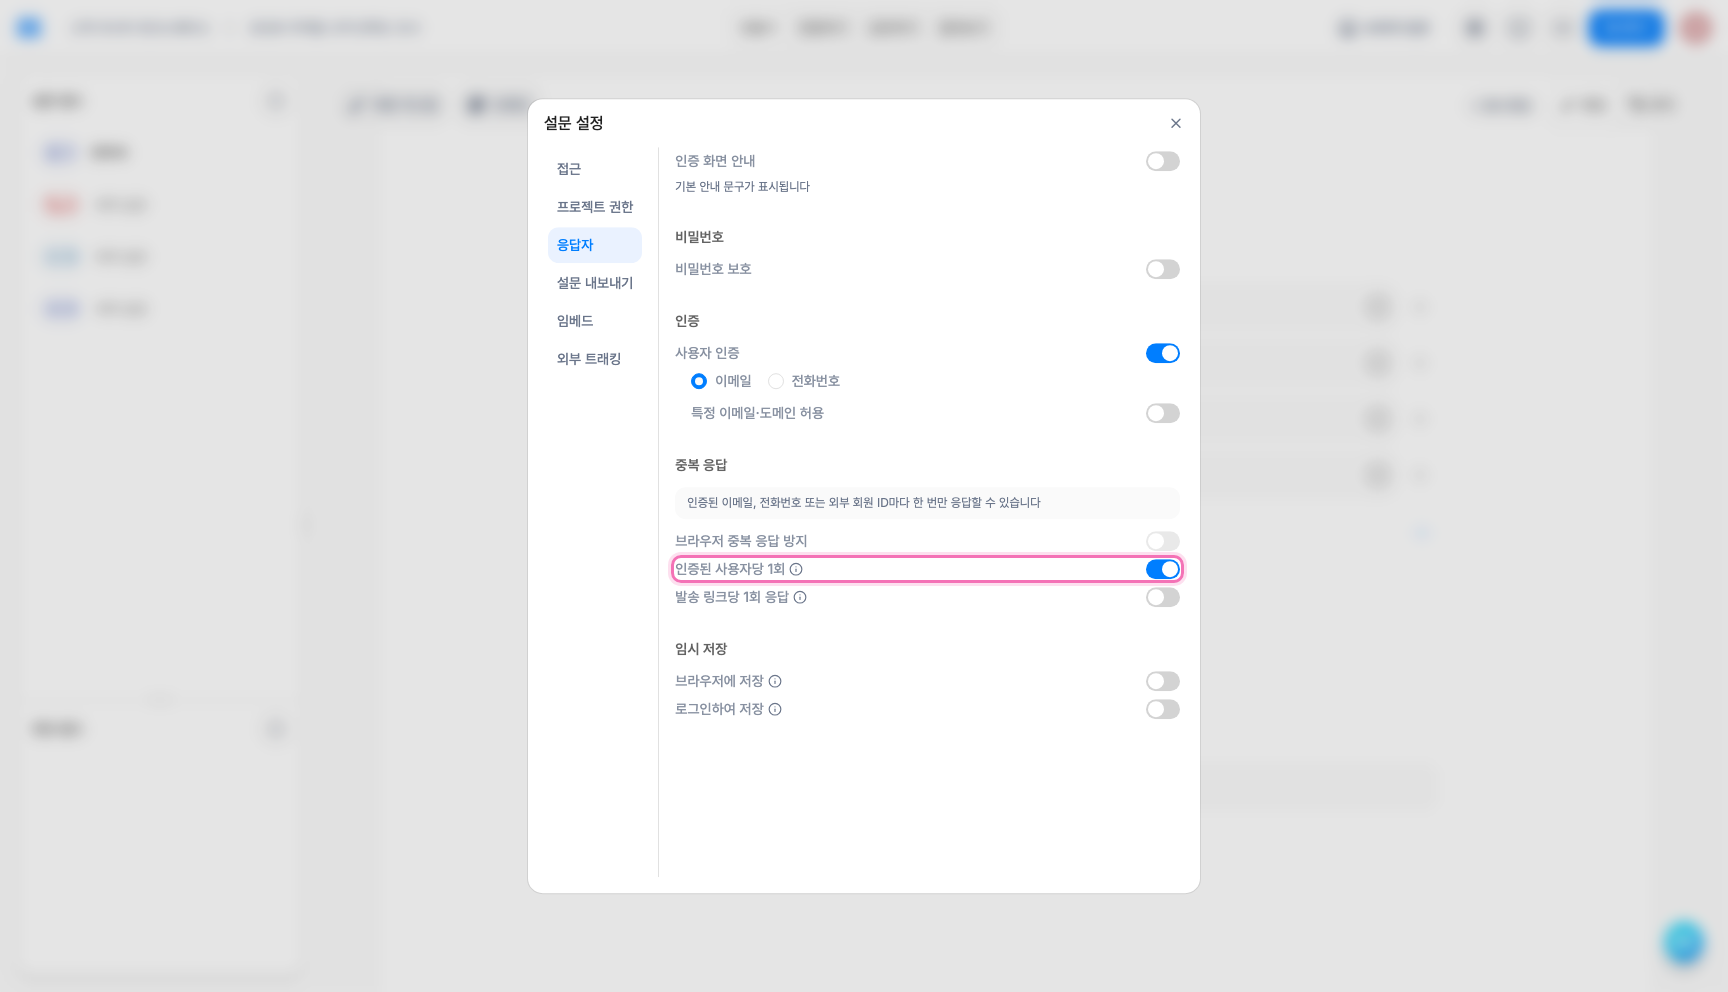 설문 설정
접근
프로젝트 권한
응답자
설문 내보내기
임베드
외부 트래킹
인증 화면 안내
기본 안내 문구가 표시됩니다
비밀번호
비밀번호 보호
인증
사용자 인증
이메일 전화번호
특정 이메일·도메인 허용
중복 응답
인증된 이메일, 전화번호 또는 외부 회원 ID마다 한 번만 응답할 수 있습니다
브라우저 중복 응답 방지
인증된 사용자당 1회
발송 링크당 1회 응답
임시 저장
브라우저에 저장
로그인하여 저장